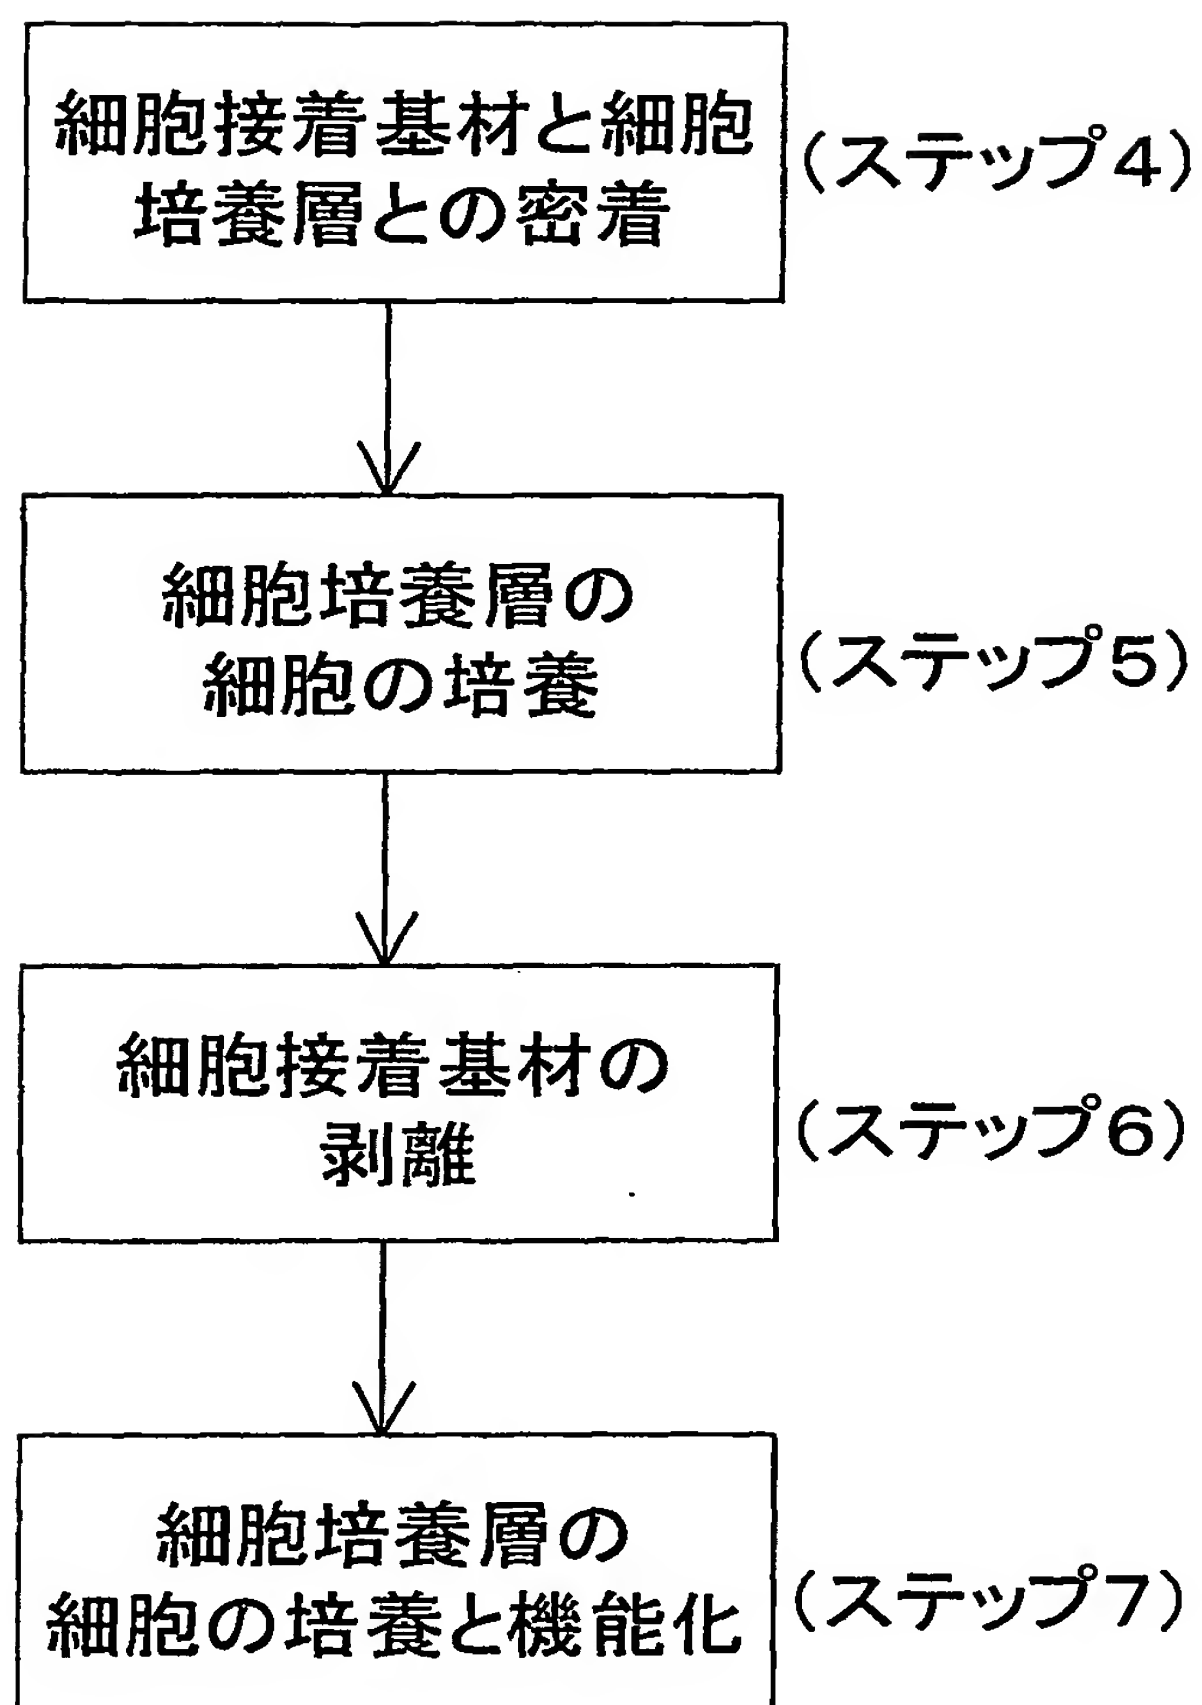 細胞接着基材と細胞
培養層との密着
(ステップ4)
細胞培養層の
細胞の培養
(ステップ5)
細胞接着基材の
剥離
(ステップ6)
細胞培養層の
細胞の培養と機能化
(ステップ7)